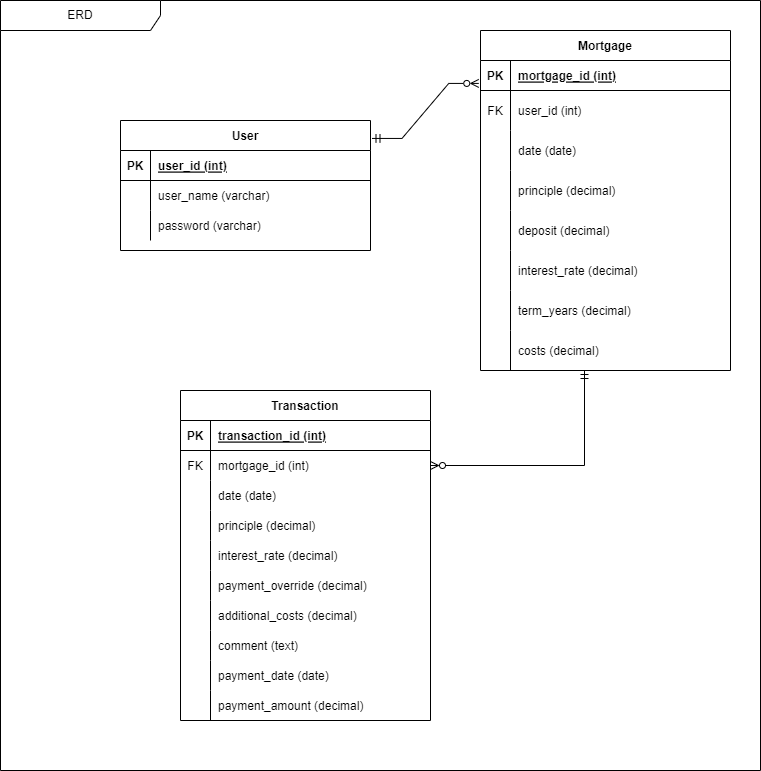 ERD
Mortgage
PK mortgage_id (int)
FK user_id (int)
date (date)
principle (decimal)
deposit (decimal)
interest_rate (decimal)
term_years (decimal)
costs (decimal)
User
PK user_id (int)
user_name (varchar)
password (varchar)
Transaction
PK transaction_id (int)
FK mortgage_id (int)
date (date)
principle (decimal)
interest_rate (decimal)
payment_override (decimal)
additional_costs (decimal)
comment (text)
payment_date (date)
payment_amount (decimal)